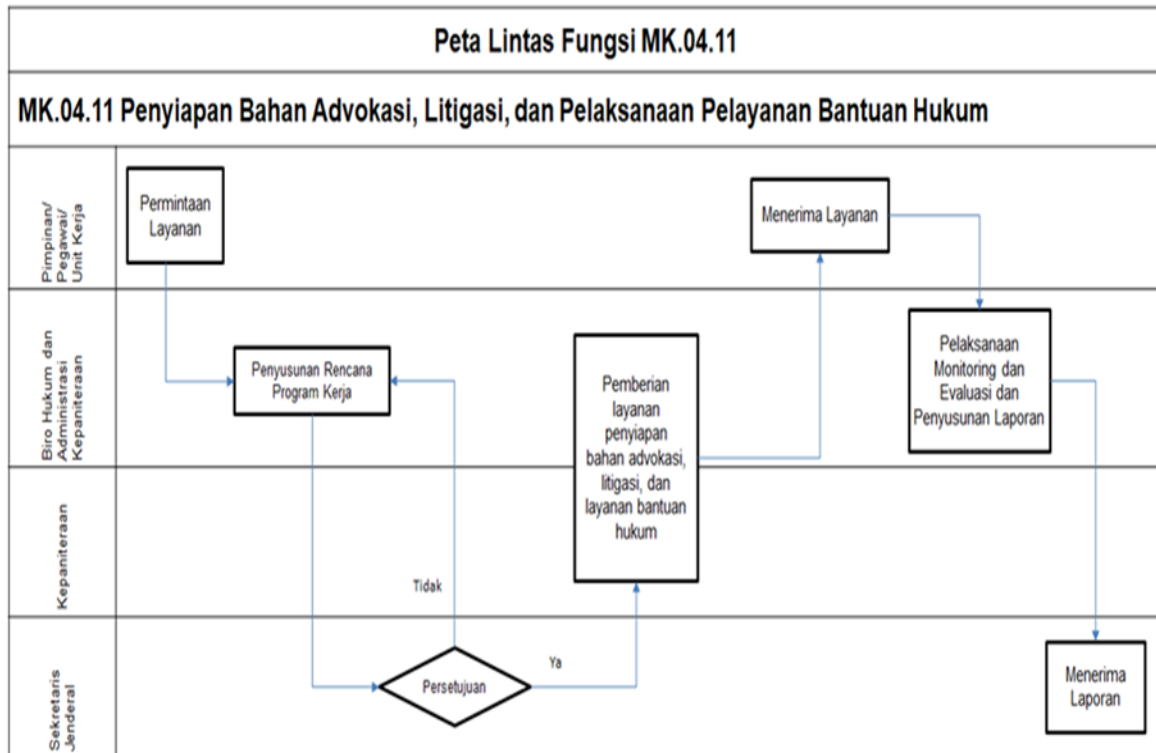 Peta Lintas Fungsi MK.04.11
MK.04.11 Penyiapan Bahan Advokasi, Litigasi, dan Pelaksanaan Pelayanan Bantuan Hukum
Pimpinan/
Pegawai/
Unit Kerja
Permintaan
Layanan
Menerima Layanan
Biro Hukum dan
Administrasi
Kepaniteraan
Penyusunan Rencana
Program Kerja
Pemberian
layanan
penyiapan
bahan advokasi,
litigasi, dan
layanan bantuan
hukum
Pelaksanaan
Monitoring dan
Evaluasi dan
Penyusunan Laporan
Kepaniteraan
Tidak
Sekretaris
Jenderal
Persetujuan
Ya
Menerima
Laporan